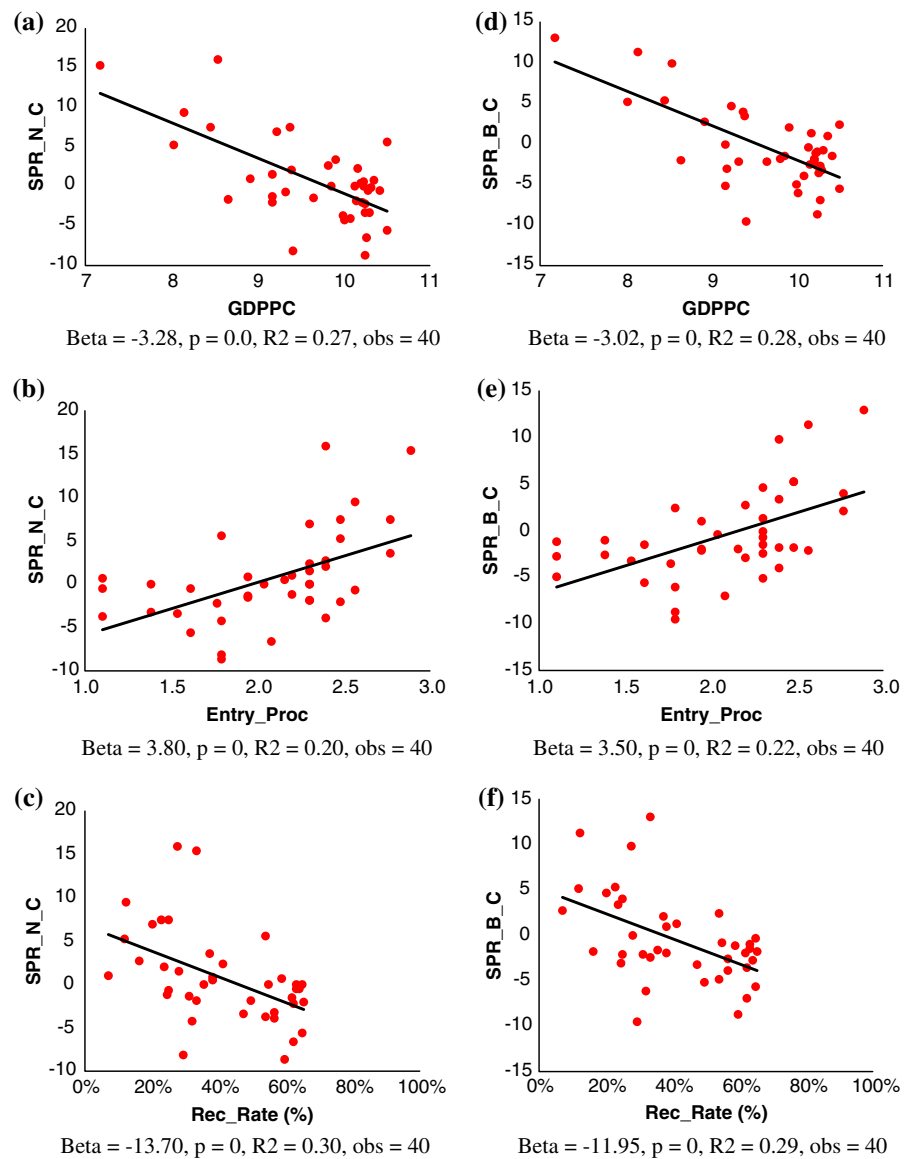 (a)
20
15
10
5
0
-5
-10
SPR_N_C
7 8 9 10 11
GDPPC
Beta = -3.28, p = 0.0, R2 = 0.27, obs = 40
(d)
15
10
5
0
-5
-10
-15
SPR_B_C
7 8 9 10 11
GDPPC
Beta = -3.02, p = 0, R2 = 0.28, obs = 40
(b)
20
15
10
5
0
-5
-10
SPR_N_C
1.0 1.5 2.0 2.5 3.0
Entry_Proc
Beta = 3.80, p = 0, R2 = 0.20, obs = 40
(e)
15
10
5
0
-5
-10
-15
SPR_B_C
1.0 1.5 2.0 2.5 3.0
Entry_Proc
Beta = 3.50, p = 0, R2 = 0.22, obs = 40
(c)
20
15
10
5
0
-5
-10
SPR_N_C
0% 20% 40% 60% 80% 100%
Rec_Rate (%)
Beta = -13.70, p = 0, R2 = 0.30, obs = 40
(f)
15
10
5
0
-5
-10
-15
SPR_B_C
0% 20% 40% 60% 80% 100%
Rec_Rate (%)
Beta = -11.95, p = 0, R2 = 0.29, obs = 40